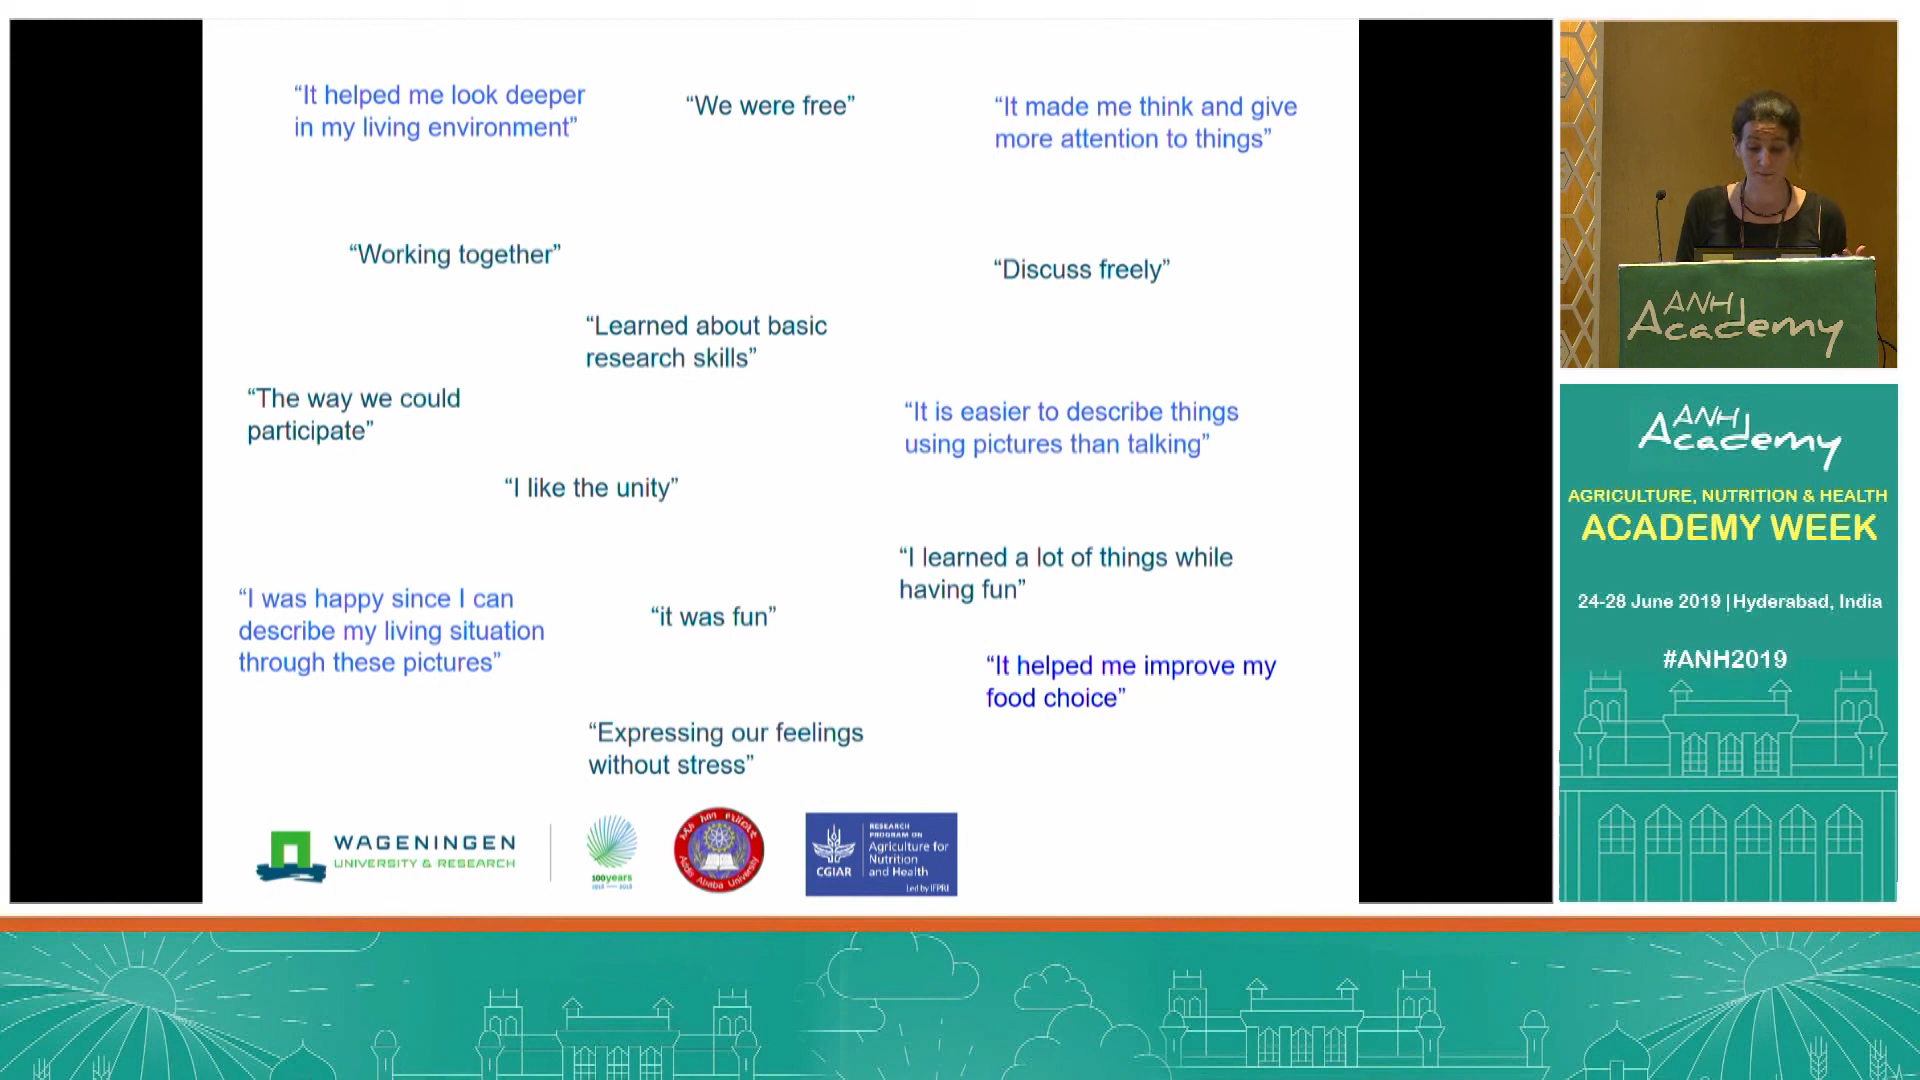 “It helped me look deeper
in my living environment”
“We were free”
“It made me think and give
more attention to things”
“Working together”
“Discuss freely”
“Learned about basic
research skills”
“The way we could
participate”
“It is easier to describe things
using pictures than talking”
“I like the unity”
“I learned a lot of things while
having fun”
“I was happy since I can
describe my living situation
through these pictures”
“it was fun”
“It helped me improve my
food choice”
“Expressing our feelings
without stress”
WAGENINGEN
UNIVERSITY & RESEARCH
100years
1918 — 2018
Addis Ababa University
CGIAR
RESEARCH
PROGRAM ON
Agriculture for
Nutrition
and Health
Led by IFPRI
ANH
Academy
ANH
Academy
AGRICULTURE, NUTRITION & HEALTH
ACADEMY WEEK
24-28 June 2019 | Hyderabad, India
#ANH2019